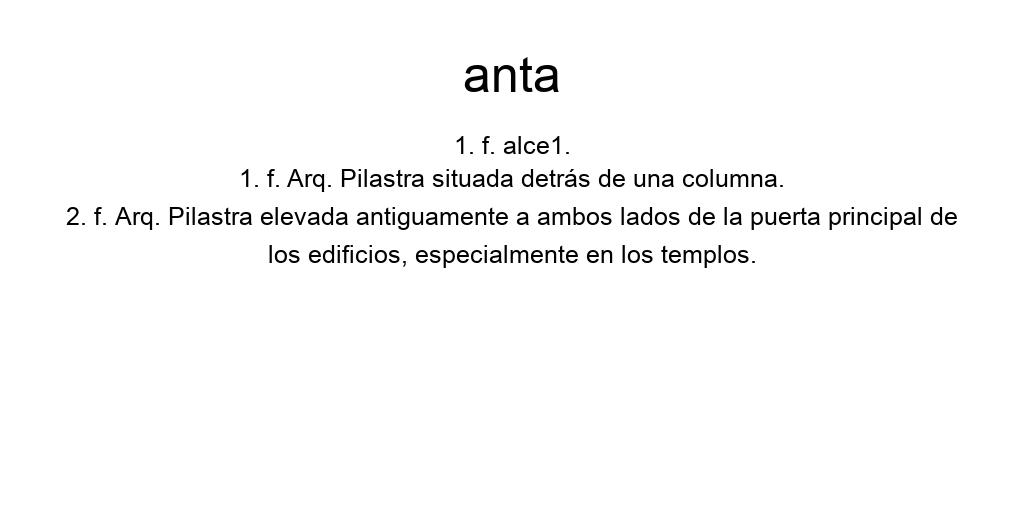 anta
1. f. alce1.
1. f. Arq. Pilastra situada detrás de una columna.
2. f. Arq. Pilastra elevada antiguamente a ambos lados de la puerta principal de
los edificios, especialmente en los templos.